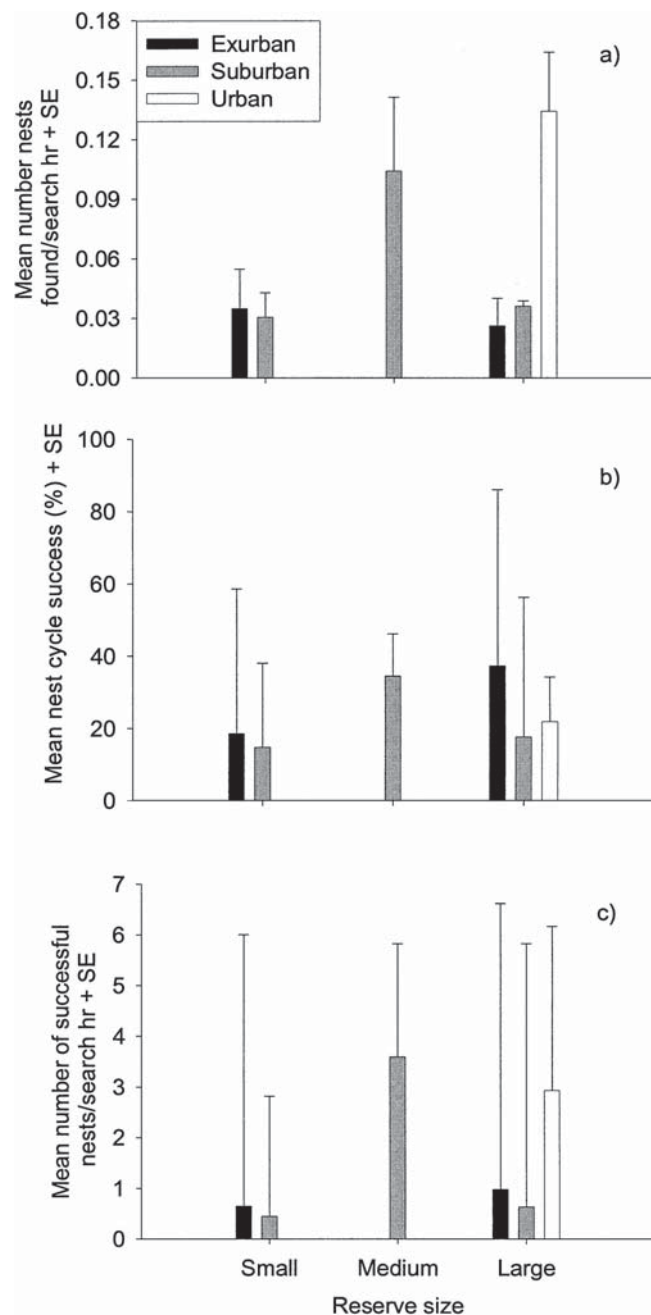 0.18
0.15
0.12
0.09
0.06
0.03
0.00
Mean number nests
found/search hr + SE
Exurban
Suburban
Urban
a)
100
80
60
40
20
0
Mean nest cycle success (%) + SE
b)
7
6
5
4
3
2
1
0
Mean number of successful
nests/search hr + SE
c)
Small Medium Large
Reserve size